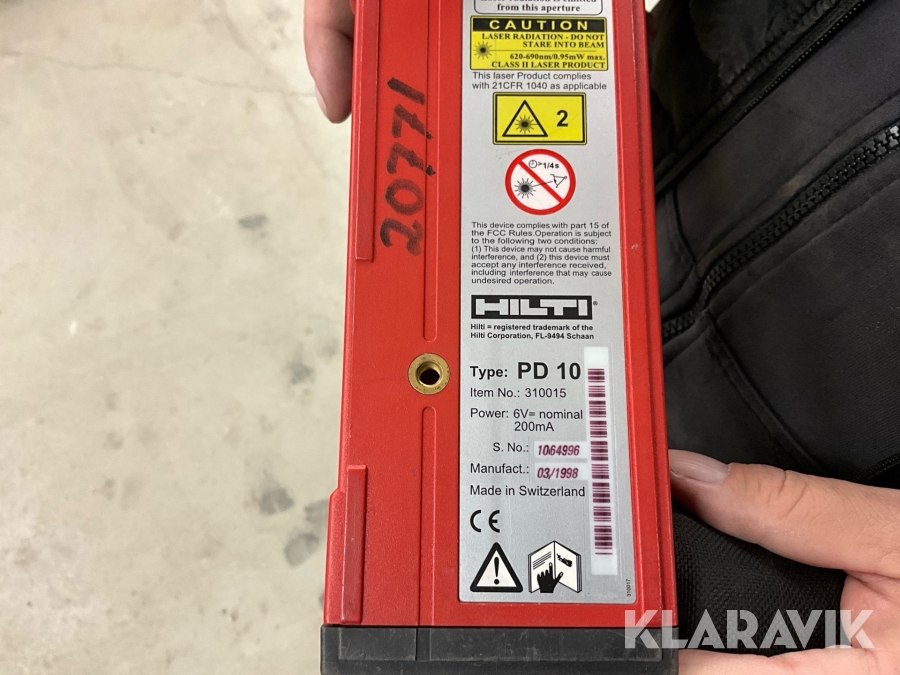 from this aperture
CAUTION
LASER RADIATION - DO NOT
STARE INTO BEAM
620-690nm/0.95mW max.
CLASS II LASER PRODUCT
This laser Product complies
with 21CFR 1040 as applicable
2
>1/4s
This device complies with part 15 of
the FCC Rules.Operation is subject
to the following two conditions:
(1) This device may not cause harmful
interference, and (2) this device must
accept any interference received,
including interference that may cause
undesired operation.
HILTI®
Hilti = registered trademark of the
Hilti Corporation, FL-9494 Schaan
Type: PD 10
Item No.: 310015
Power: 6V= nominal
200mA
S. No.: 1064996
Manufact.: 03/1998
Made in Switzerland
CE
310017
KLARAVIK